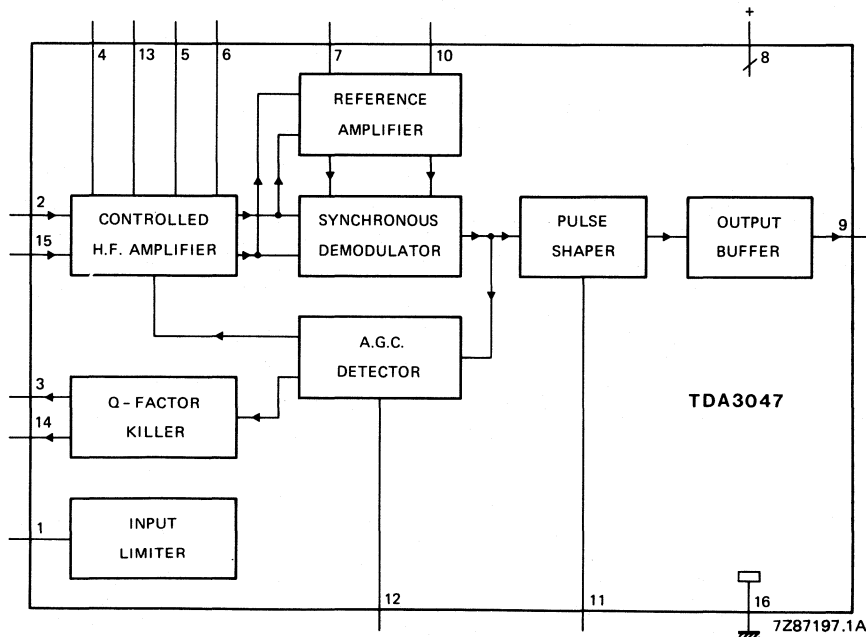 +
4 13 5 6 7 10 8
REFERENCE
AMPLIFIER
2
15
CONTROLLED
H.F. AMPLIFIER
SYNCHRONOUS
DEMODULATOR
PULSE
SHAPER
OUTPUT
BUFFER
9
A.G.C.
DETECTOR
3
14
Q-FACTOR
KILLER
TDA3047
1
INPUT
LIMITER
12 11 16
7Z87197.1A